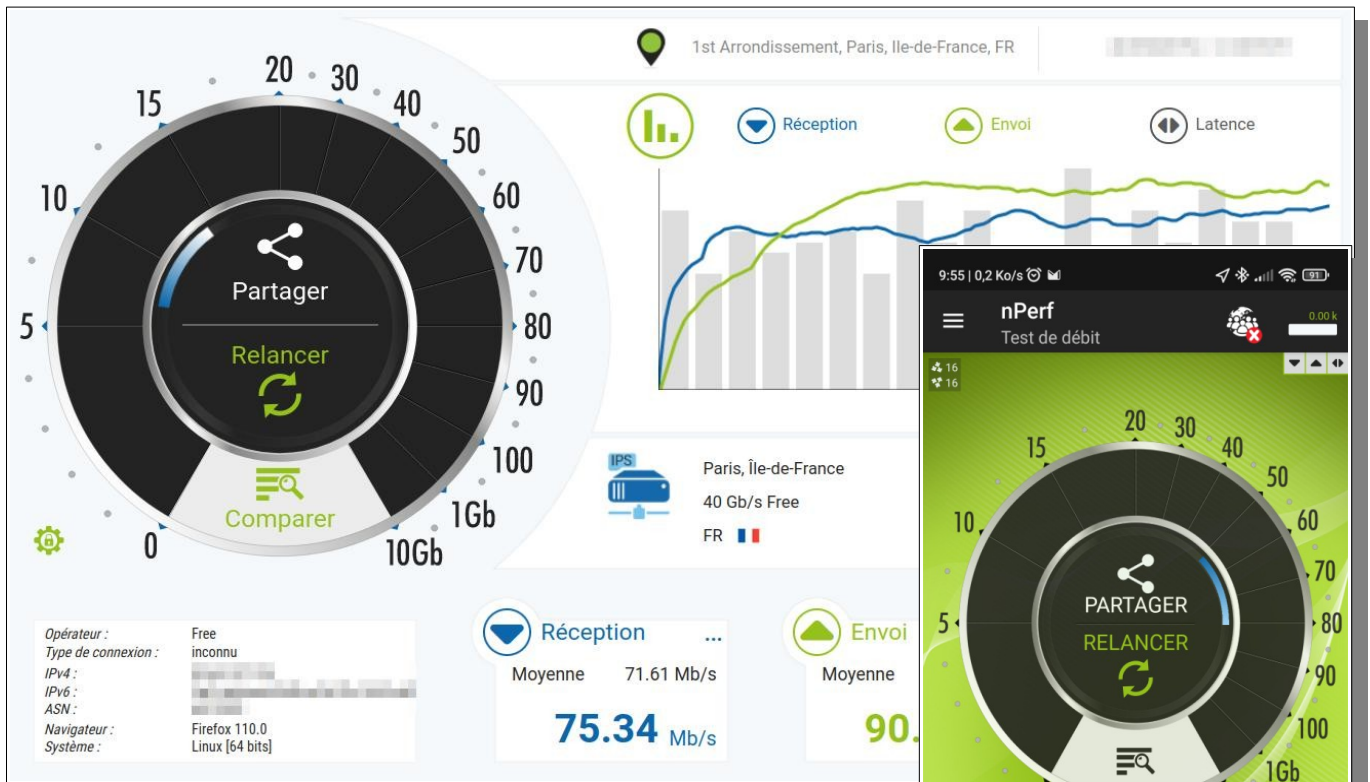 1st Arrondissement, Paris, Ile-de-France, FR
Réception
Envoi
Latence
0
5
10
15
20
30
40
50
60
70
80
90
100
1Gb
10Gb
Partager
Relancer
Comparer
IPS
Paris, Île-de-France
40 Gb/s Free
FR
Opérateur : Free
Type de connexion : inconnu
IPv4 :
IPv6 :
ASN :
Navigateur : Firefox 110.0
Système : Linux [64 bits]
Réception ...
Moyenne 71.61 Mb/s
75.34 Mb/s
Envoi
Moyenne
90.
9:55 | 0,2 Ko/s
91
nPerf
Test de débit
0.00 k
16
16
5
10
15
20
30
40
50
60
70
80
90
100
1Gb
PARTAGER
RELANCER